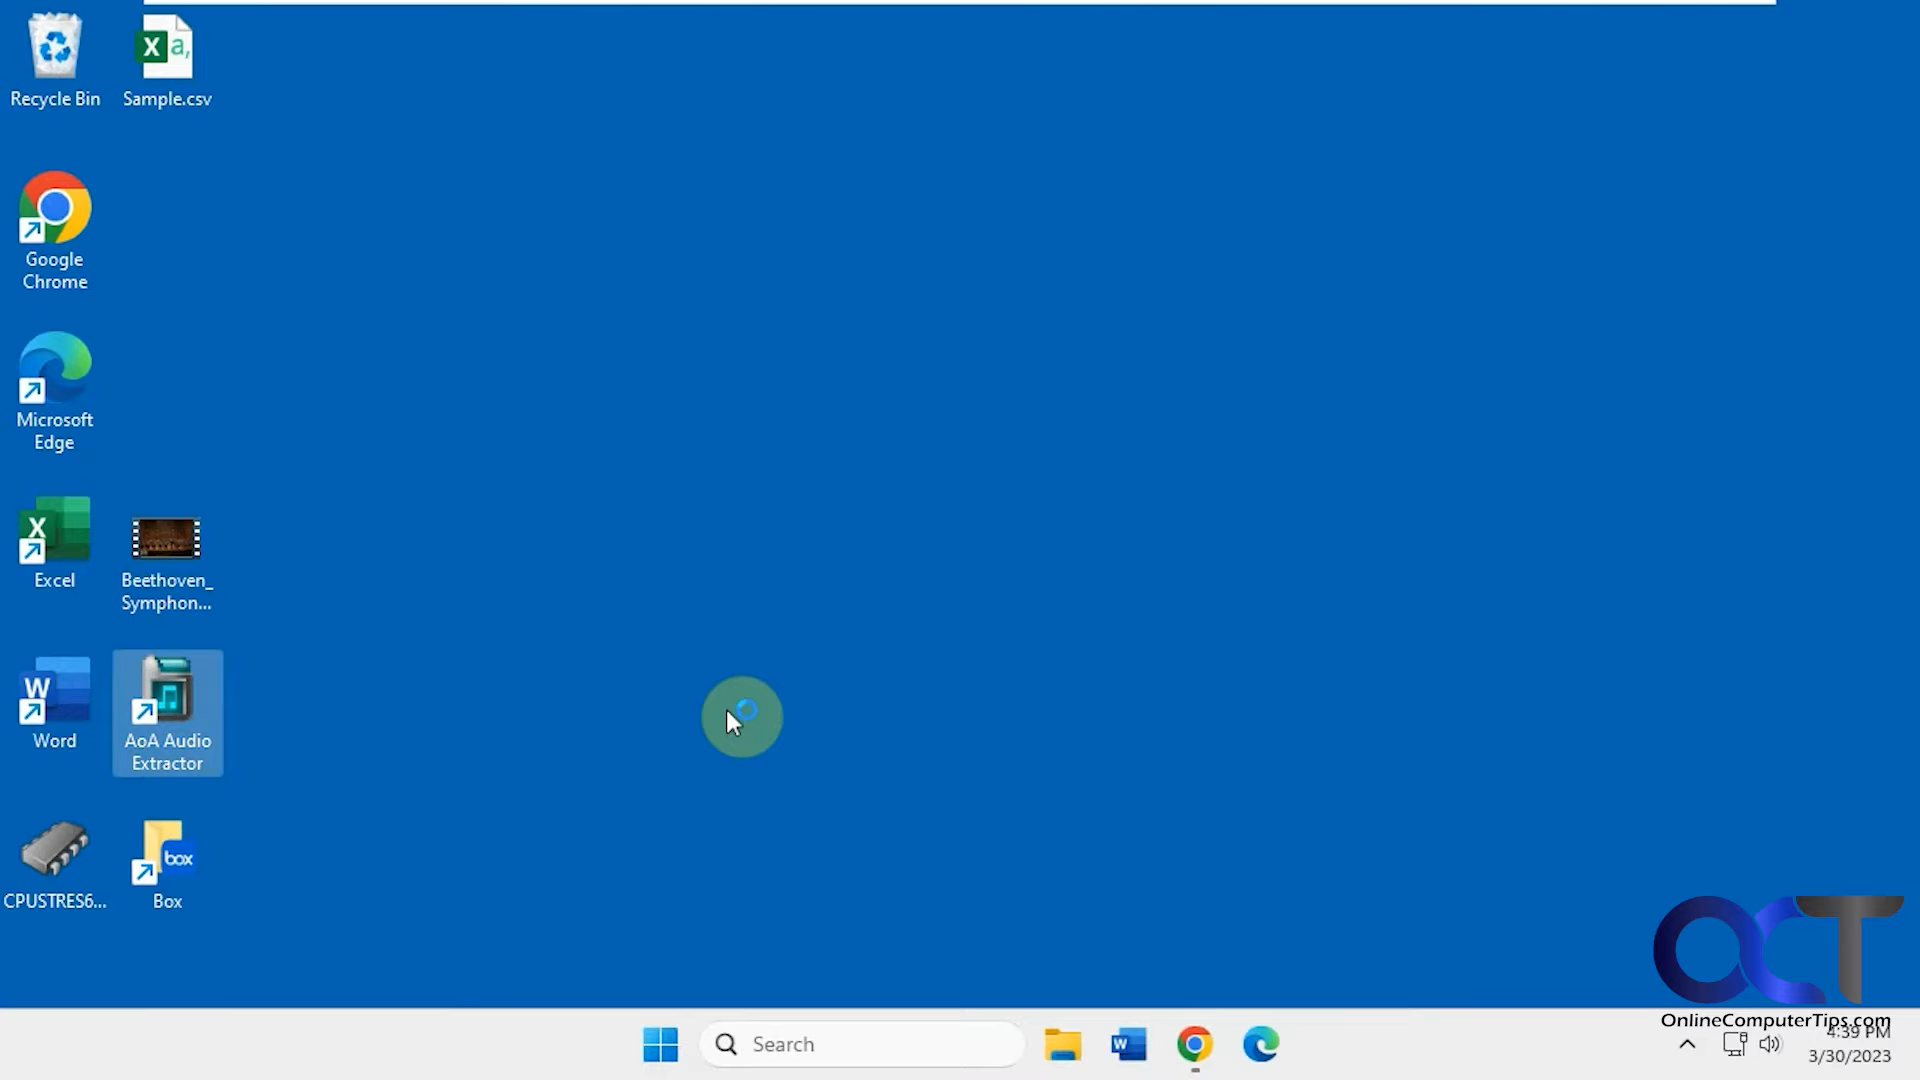 Recycle Bin
Sample.csv
Google
Chrome
Microsoft
Edge
Excel
Beethoven_
Symphon...
Word
AoA Audio
Extractor
CPUSTRES6...
box
Box
OCT
OnlineComputerTips.com
Search
4:39 PM
3/30/2023